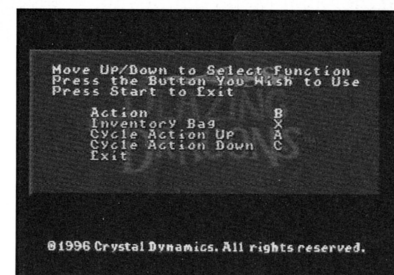 Move Up/Down to Select Function
Press the Button You Wish to Use
Press Start to Exit
Action B
Inventory Bag X
Cycle Action Up A
Cycle Action Down C
Exit
©1996 Crystal Dynamics. All rights reserved.